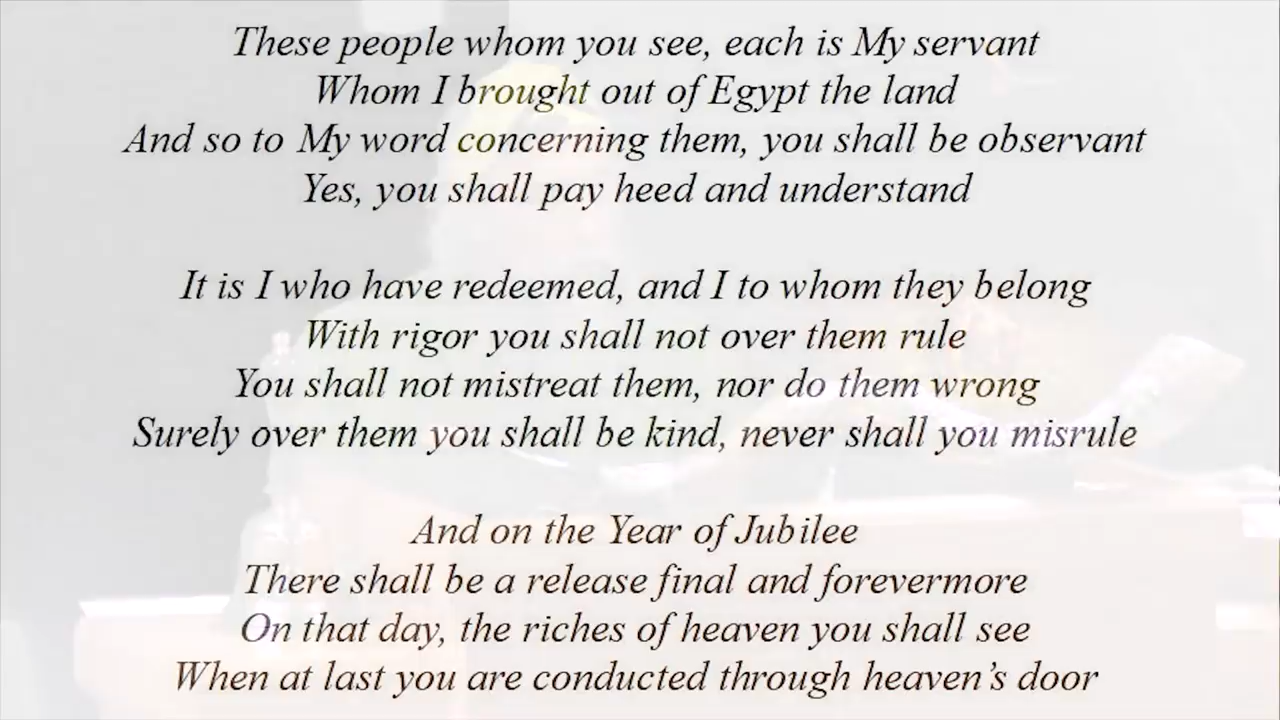 These people whom you see, each is My servant
Whom I brought out of Egypt the land
And so to My word concerning them, you shall be observant
Yes, you shall pay heed and understand
It is I who have redeemed, and I to whom they belong
With rigor you shall not over them rule
You shall not mistreat them, nor do them wrong
Surely over them you shall be kind, never shall you misrule
And on the Year of Jubilee
There shall be a release final and forevermore
On that day, the riches of heaven you shall see
When at last you are conducted through heaven’s door